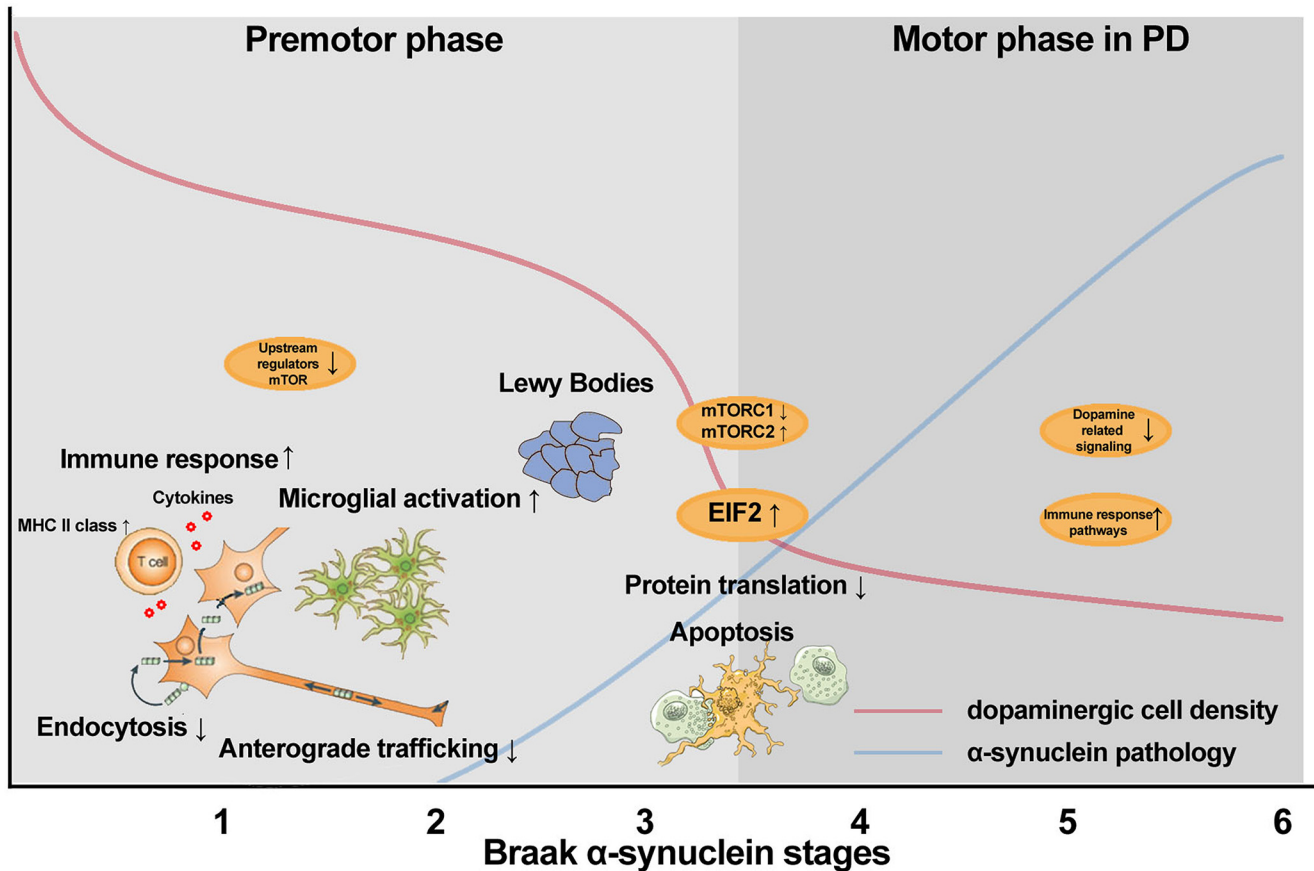 Premotor phase
Motor phase in PD
Upstream
regulators
mTOR ↓
Lewy Bodies
mTORC1 ↓
mTORC2 ↑
Dopamine
related
signaling ↓
Immune response ↑
Cytokines
MHC II class ↑
T cell
Microglial activation ↑
EIF2 ↑
Immune response
pathways ↑
Protein translation ↓
Apoptosis
Endocytosis ↓
Anterograde trafficking ↓
dopaminergic cell density
α-synuclein pathology
1 2 3 4 5 6
Braak α-synuclein stages